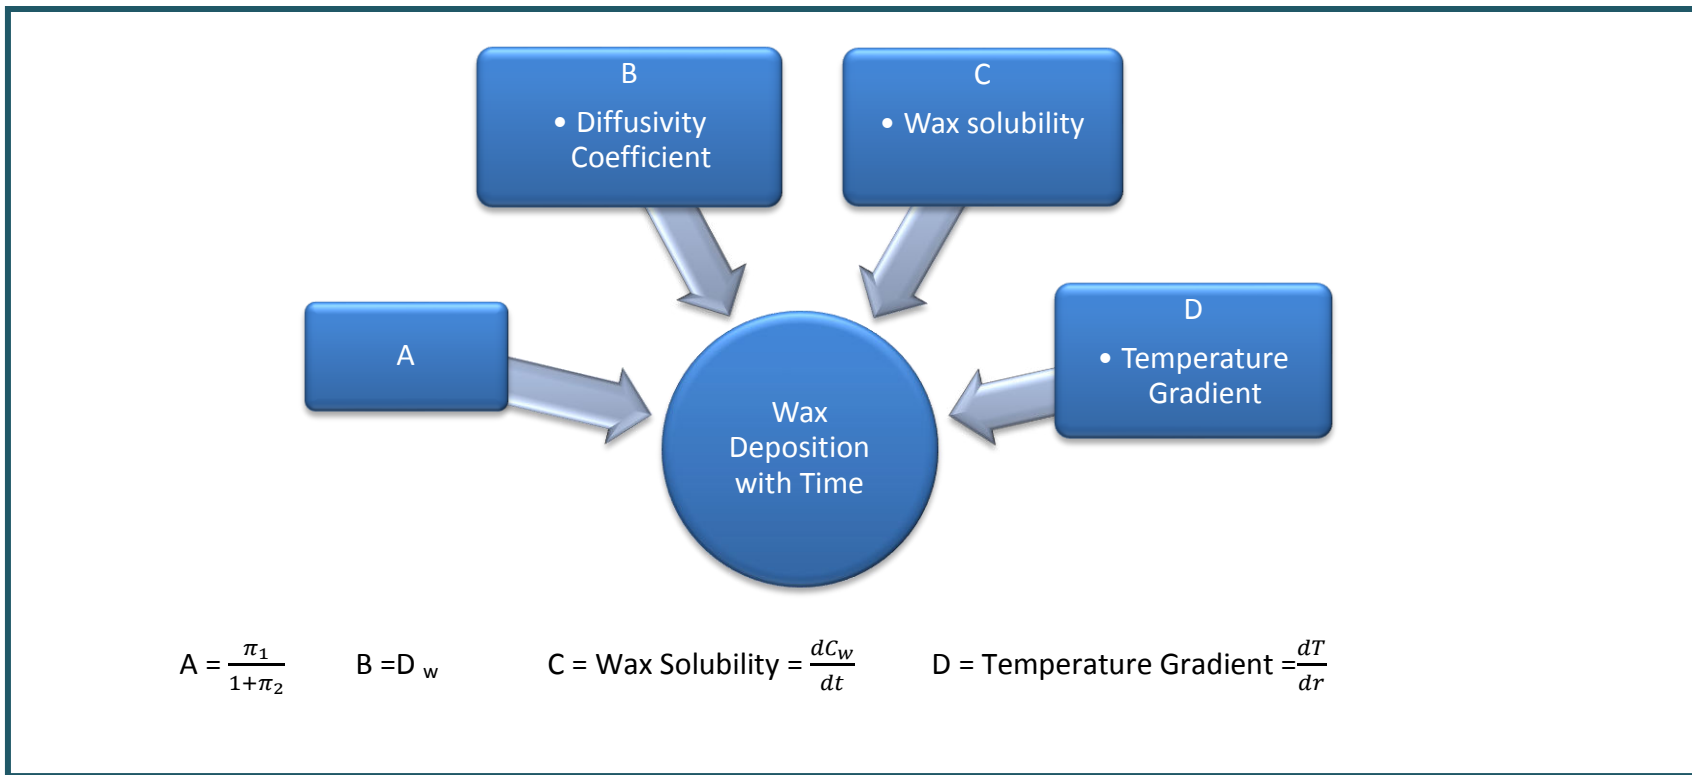 B
• Diffusivity
Coefficient
C
• Wax solubility
A
D
• Temperature
Gradient
Wax
Deposition
with Time
A = π₁/(1+π₂) B =D w C = Wax Solubility = dC_w/dt D = Temperature Gradient =dT/dr